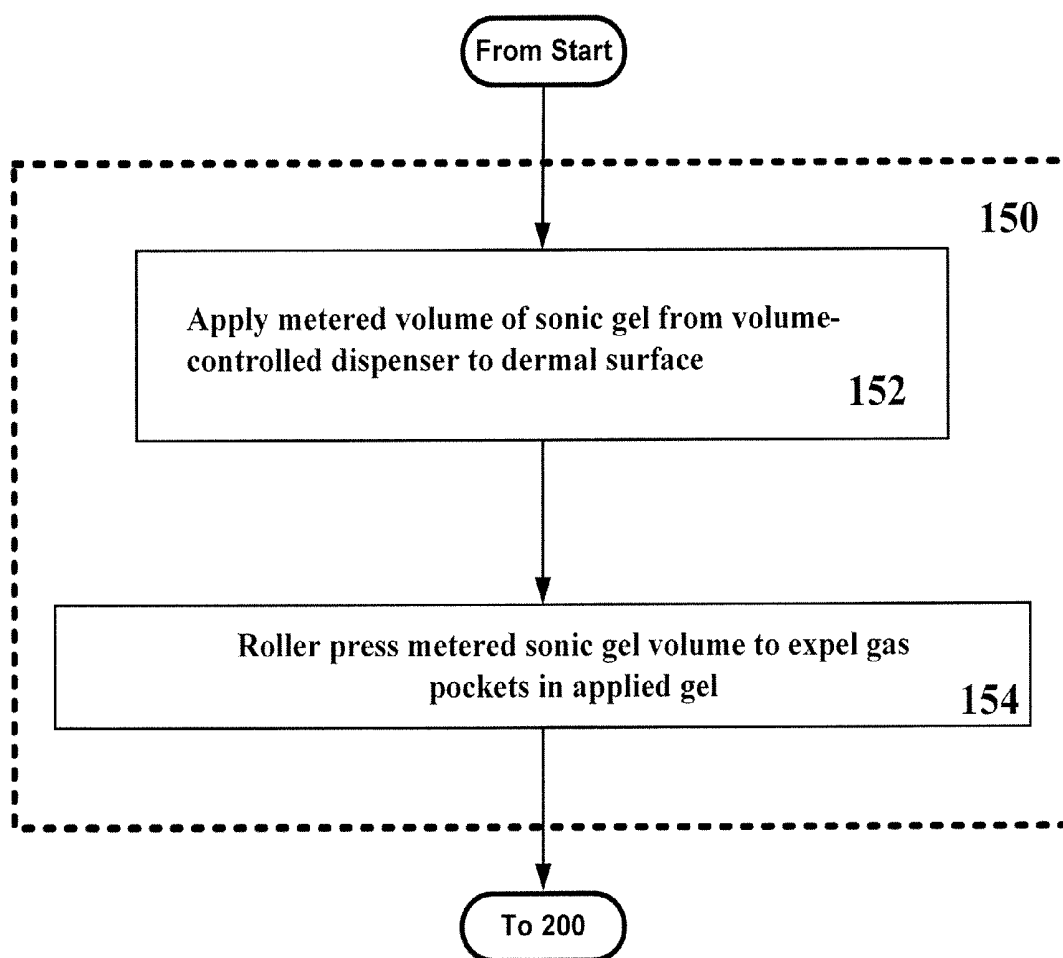 From Start
150
Apply metered volume of sonic gel from volume-
controlled dispenser to dermal surface
152
Roller press metered sonic gel volume to expel gas
pockets in applied gel
154
To 200